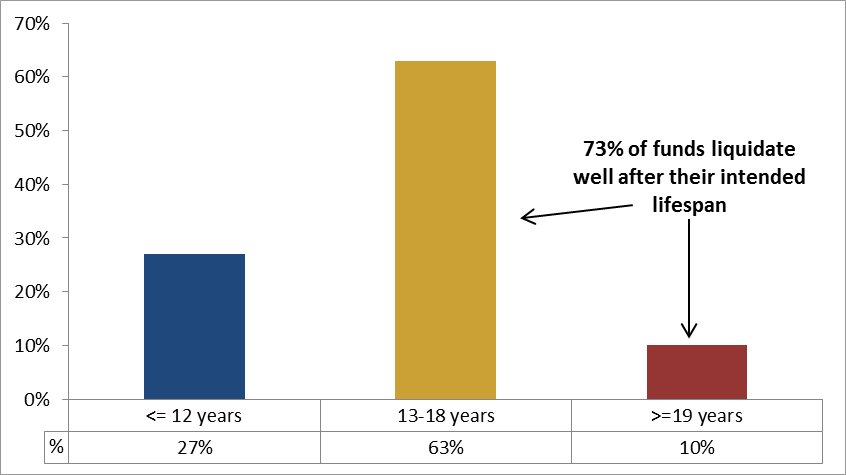 70%
60%
50%
40%
30%
20%
10%
0%
73% of funds liquidate
well after their intended
lifespan
<= 12 years 13-18 years >=19 years
% 27% 63% 10%